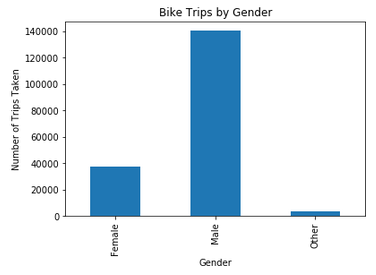 Bike Trips by Gender
Number of Trips Taken
140000
120000
100000
80000
60000
40000
20000
0
Female
Male
Other
Gender